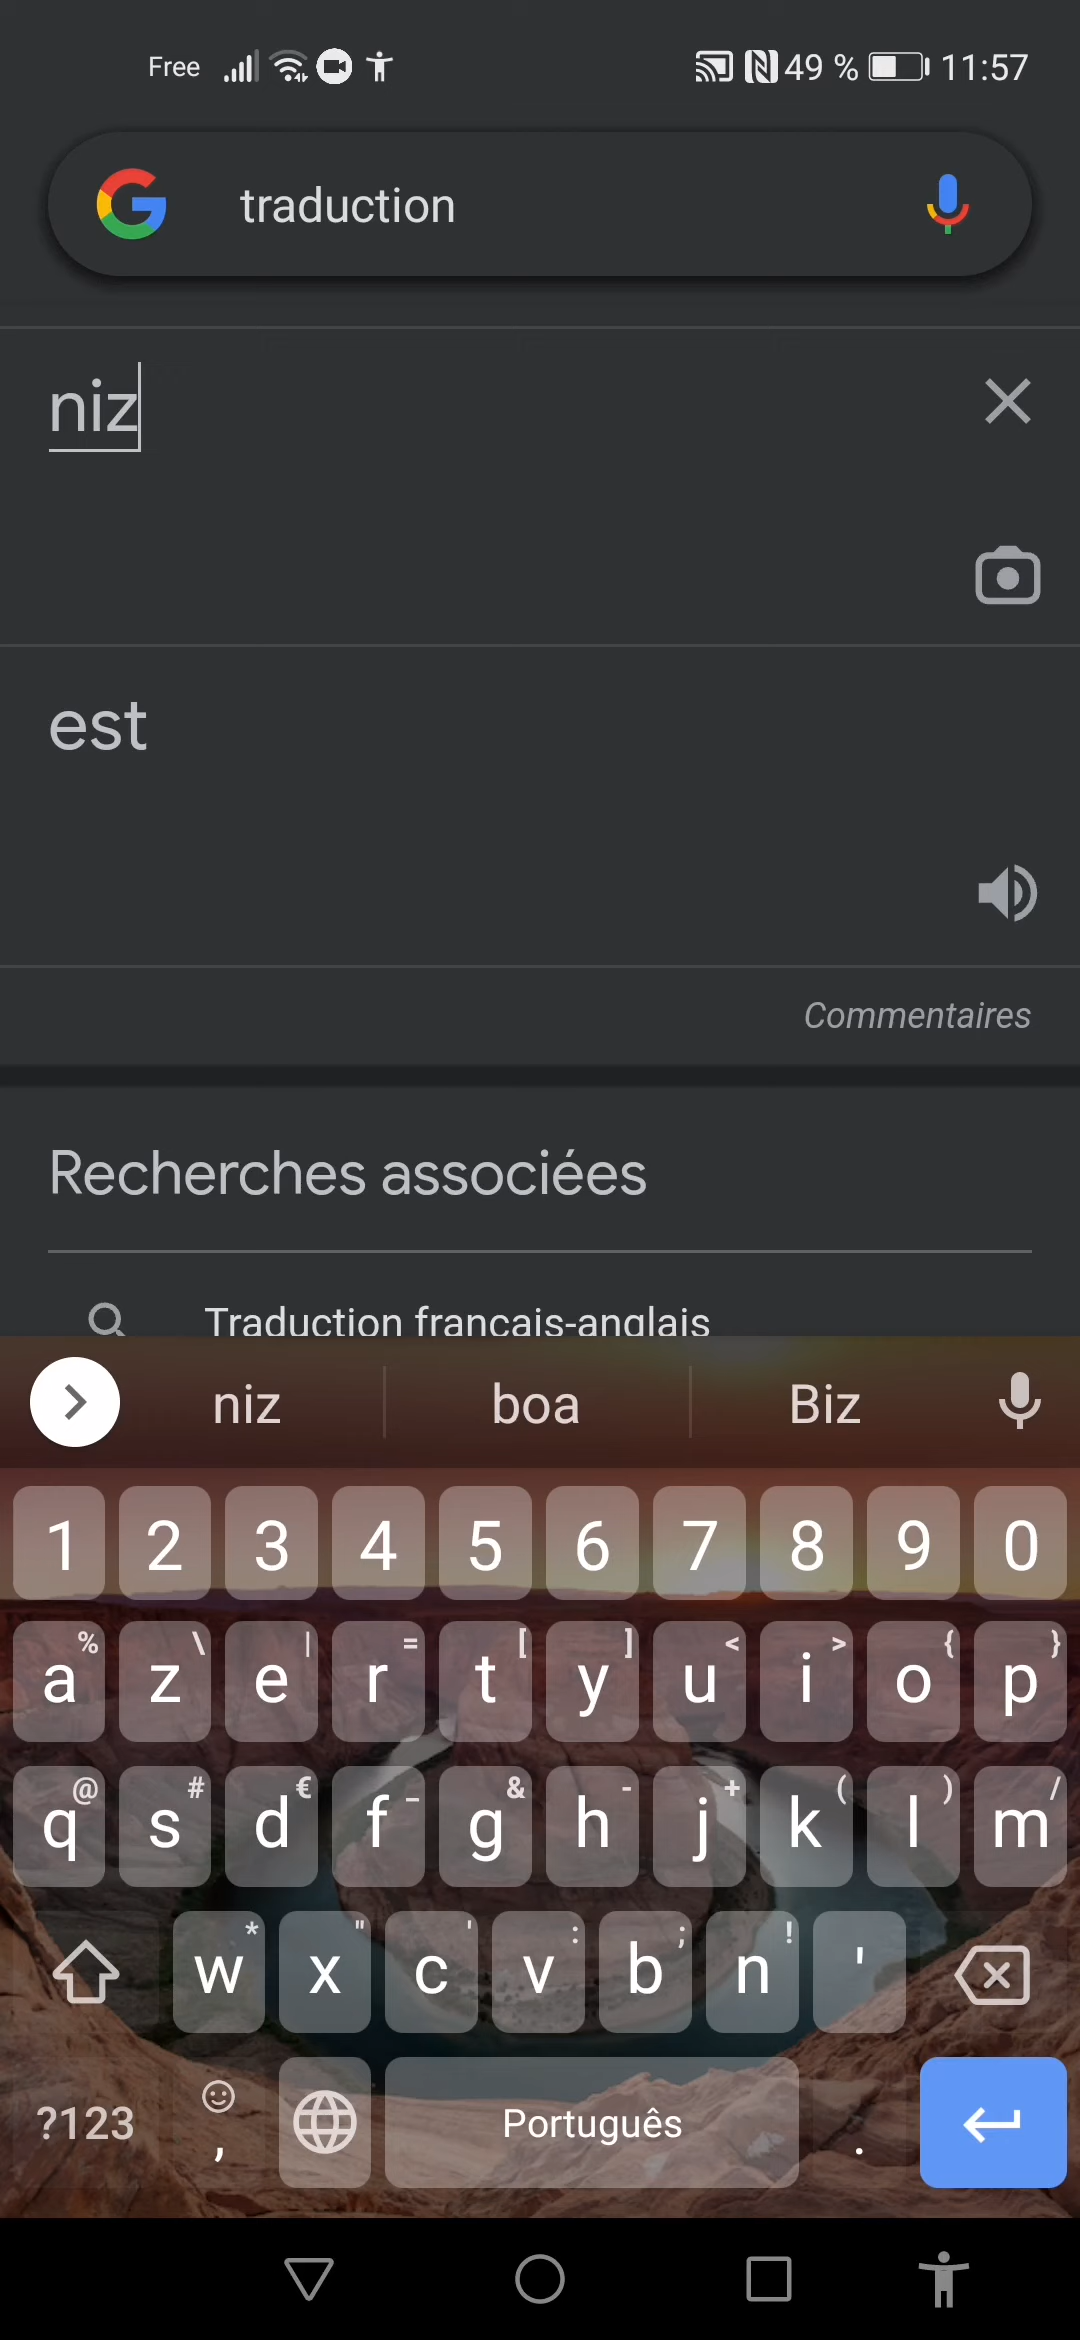 Free 49 % 11:57
traduction
niz
est
Commentaires
Recherches associées
Traduction français-anglais
niz boa Biz
1 2 3 4 5 6 7 8 9 0
% \ | = [ ] < > { }
a z e r t y u i o p
@ # € _ & - + ( ) /
q s d f g h j k l m
* " ' : ; !
w x c v b n '
?123 , Português .